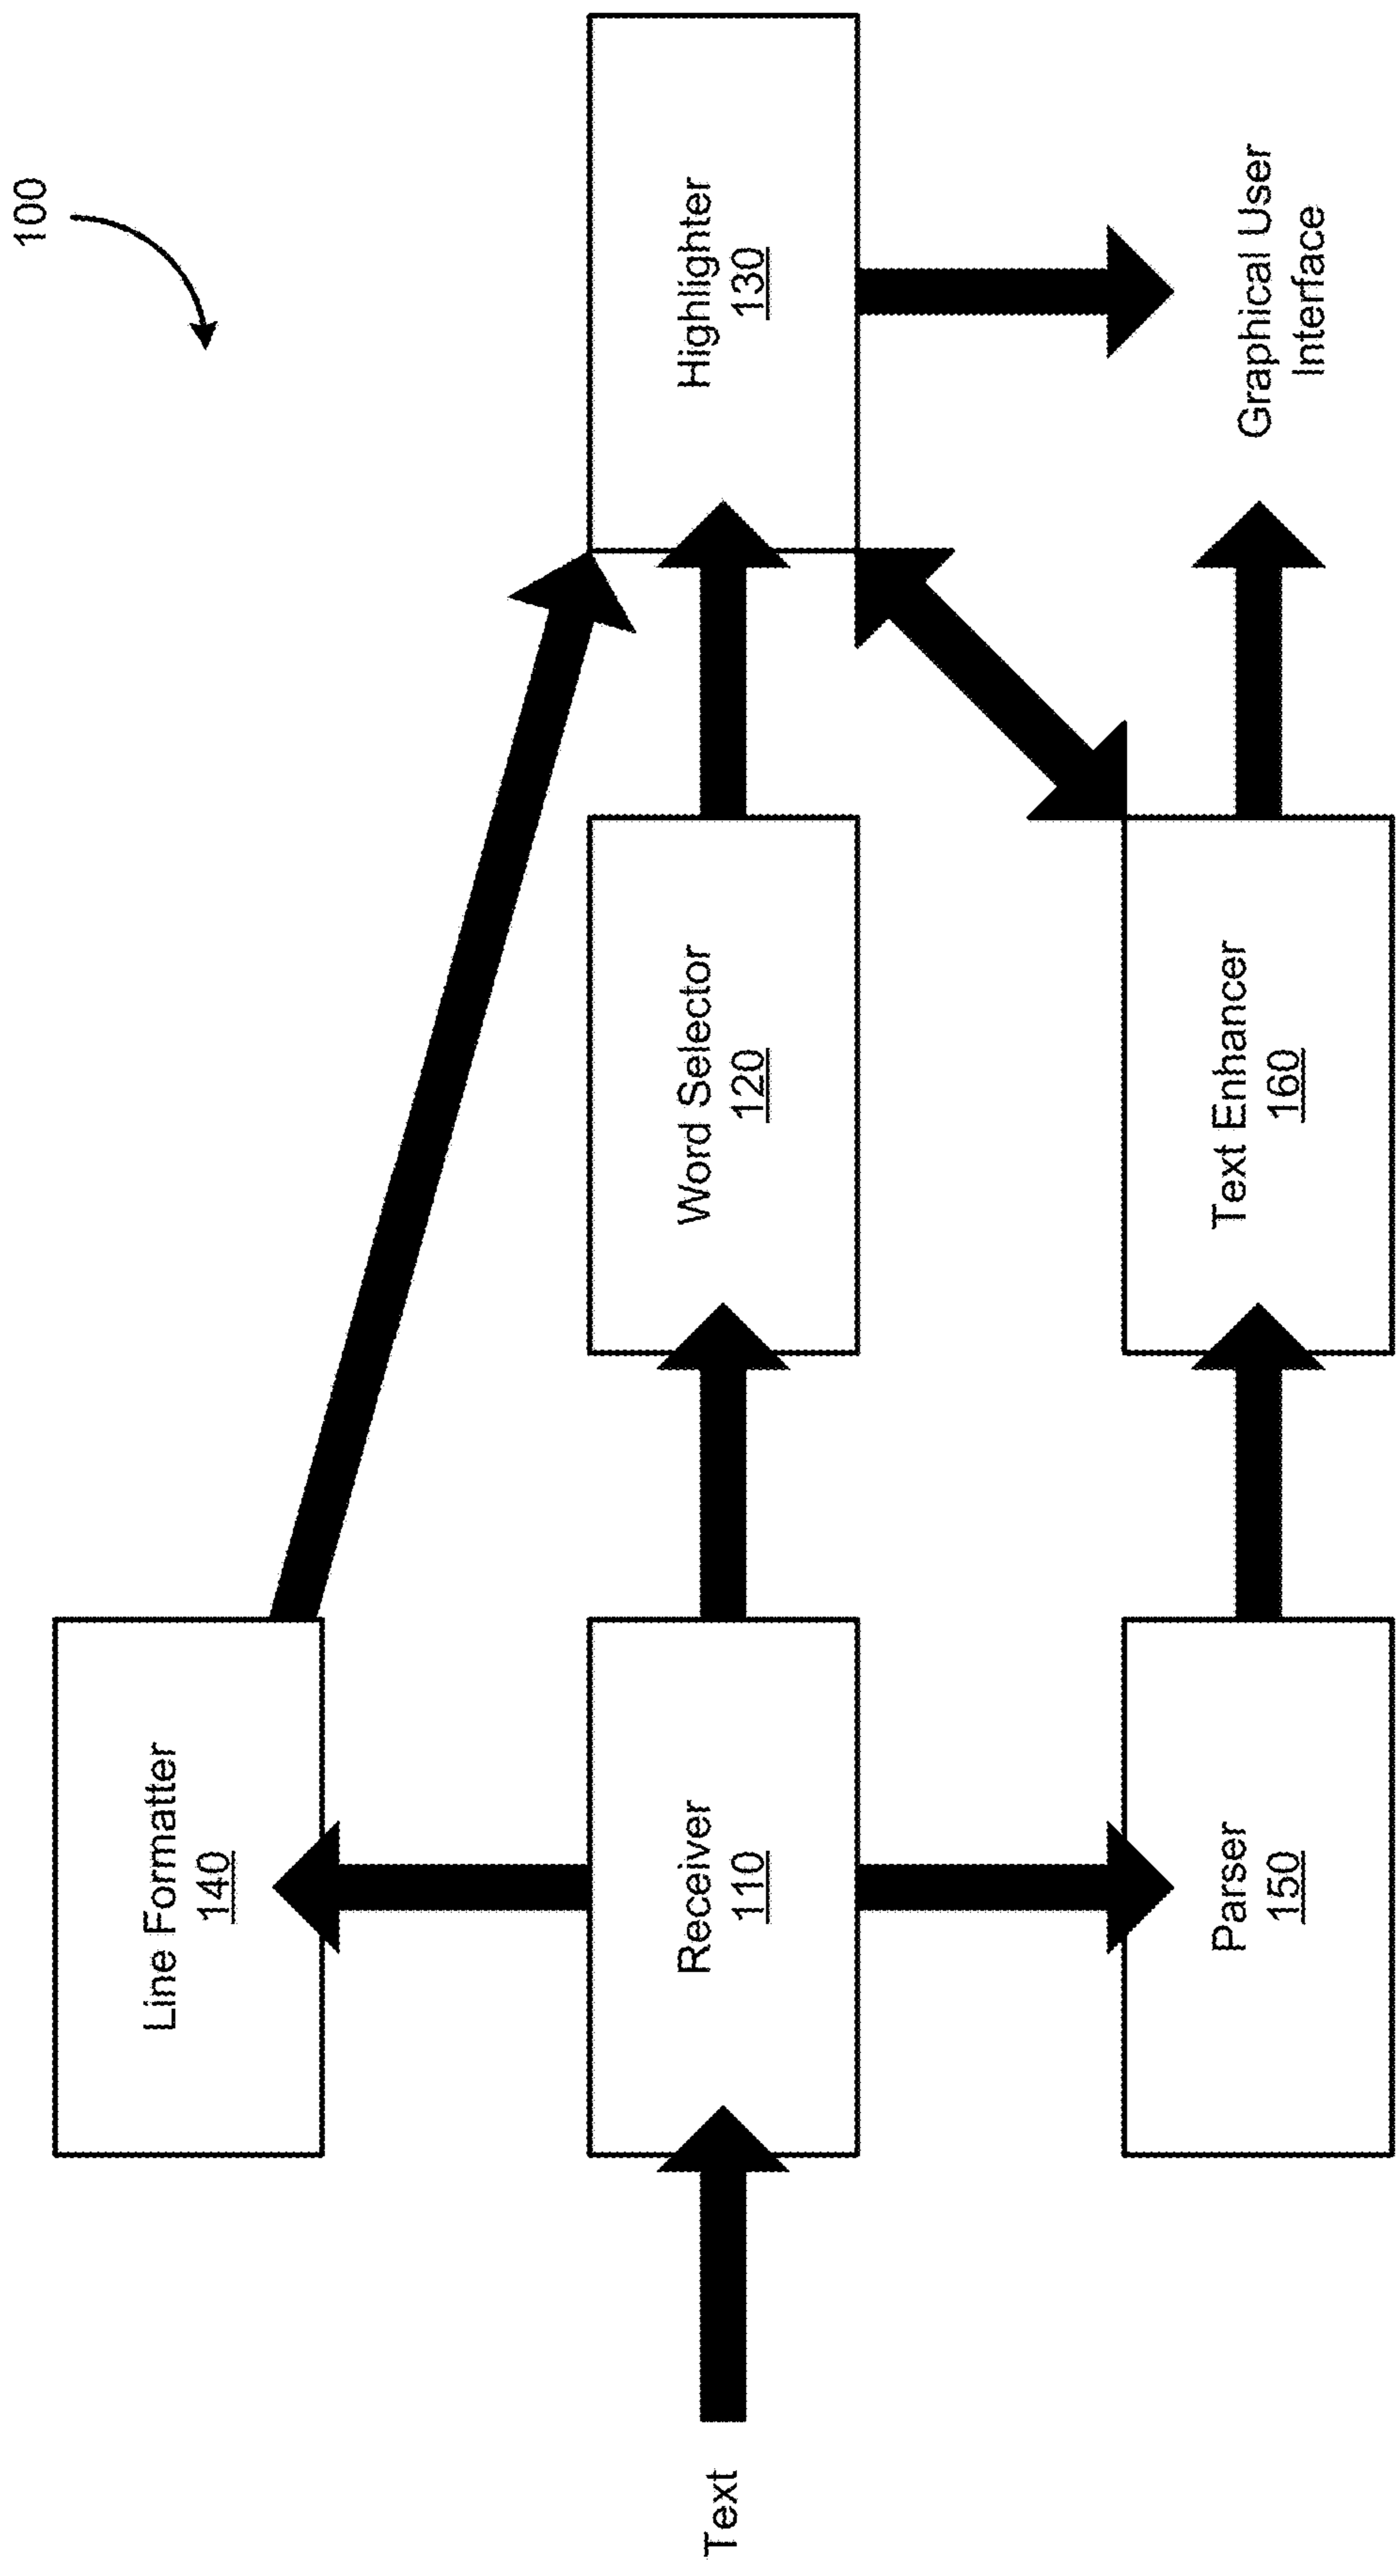 100
Line Formatter
140
Text
Receiver
110
Word Selector
120
Highlighter
130
Parser
150
Text Enhancer
160
Graphical User
Interface